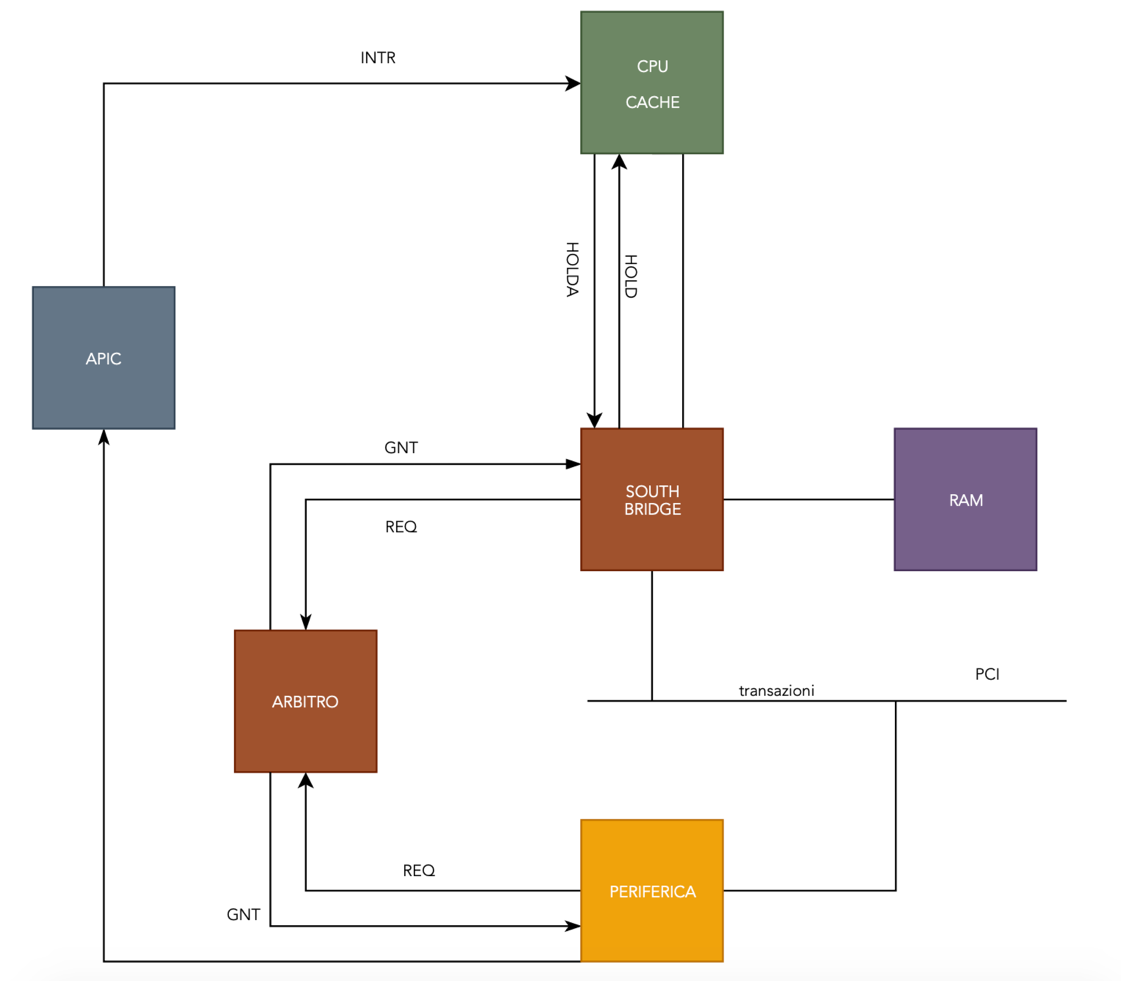 INTR
CPU
CACHE
HOLDA
HOLD
APIC
GNT
SOUTH
BRIDGE
RAM
REQ
PCI
transazioni
ARBITRO
REQ
PERIFERICA
GNT